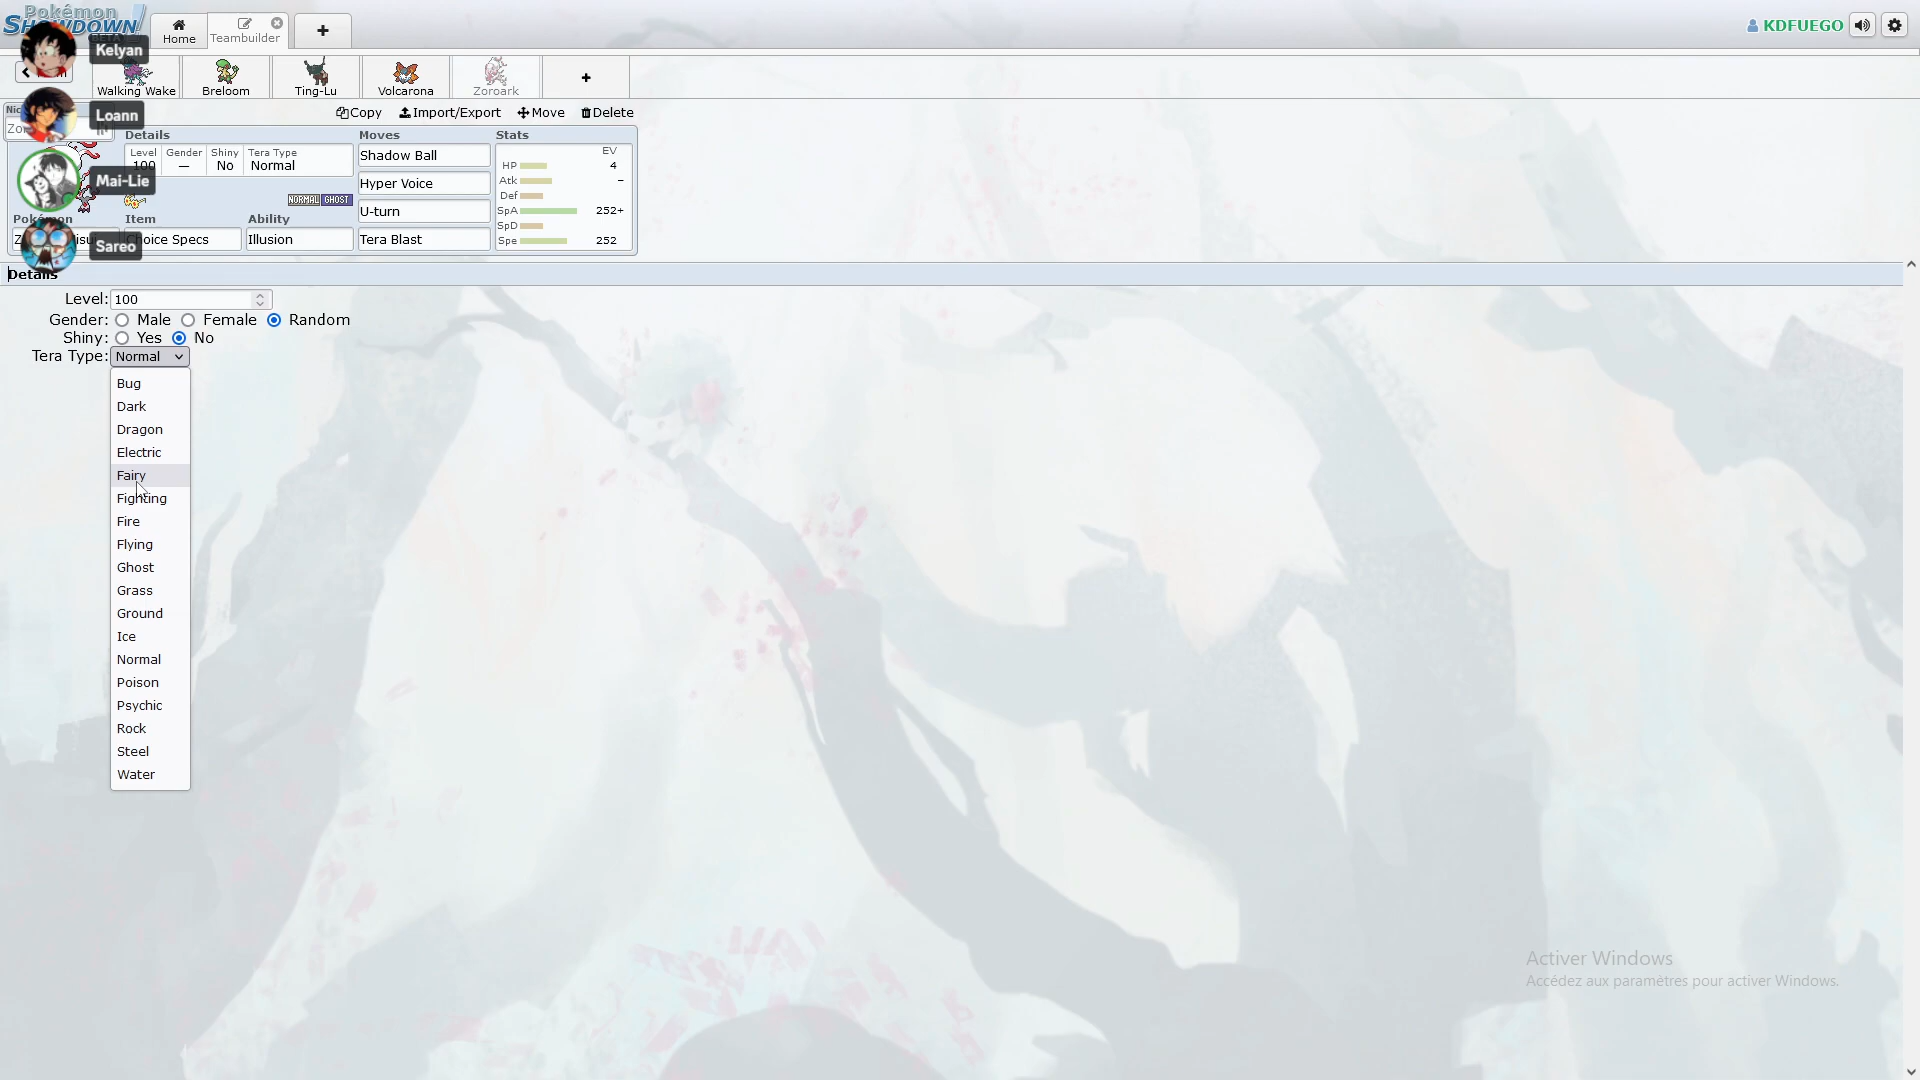 Pokémon
SHOWDOWN!
BETA
Home
Teambuilder
KDFUEGO
Kelyan
Walking Wake
Breloom
Ting-Lu
Volcarona
Zoroark
Loann
Copy
Import/Export
Move
Delete
Details
Moves
Stats
Level
Gender
Shiny
Tera Type
100
—
No
Normal
NORMAL GHOST
Mai-Lie
Shadow Ball
Hyper Voice
U-turn
Tera Blast
EV
HP 4
Atk –
Def
SpA 252+
SpD
Spe 252
Pokémon
Item
Ability
Choice Specs
Illusion
Sareo
Details
Level: 100
Gender: Male Female Random
Shiny: Yes No
Tera Type: Normal
Bug
Dark
Dragon
Electric
Fairy
Fighting
Fire
Flying
Ghost
Grass
Ground
Ice
Normal
Poison
Psychic
Rock
Steel
Water
Activer Windows
Accédez aux paramètres pour activer Windows.